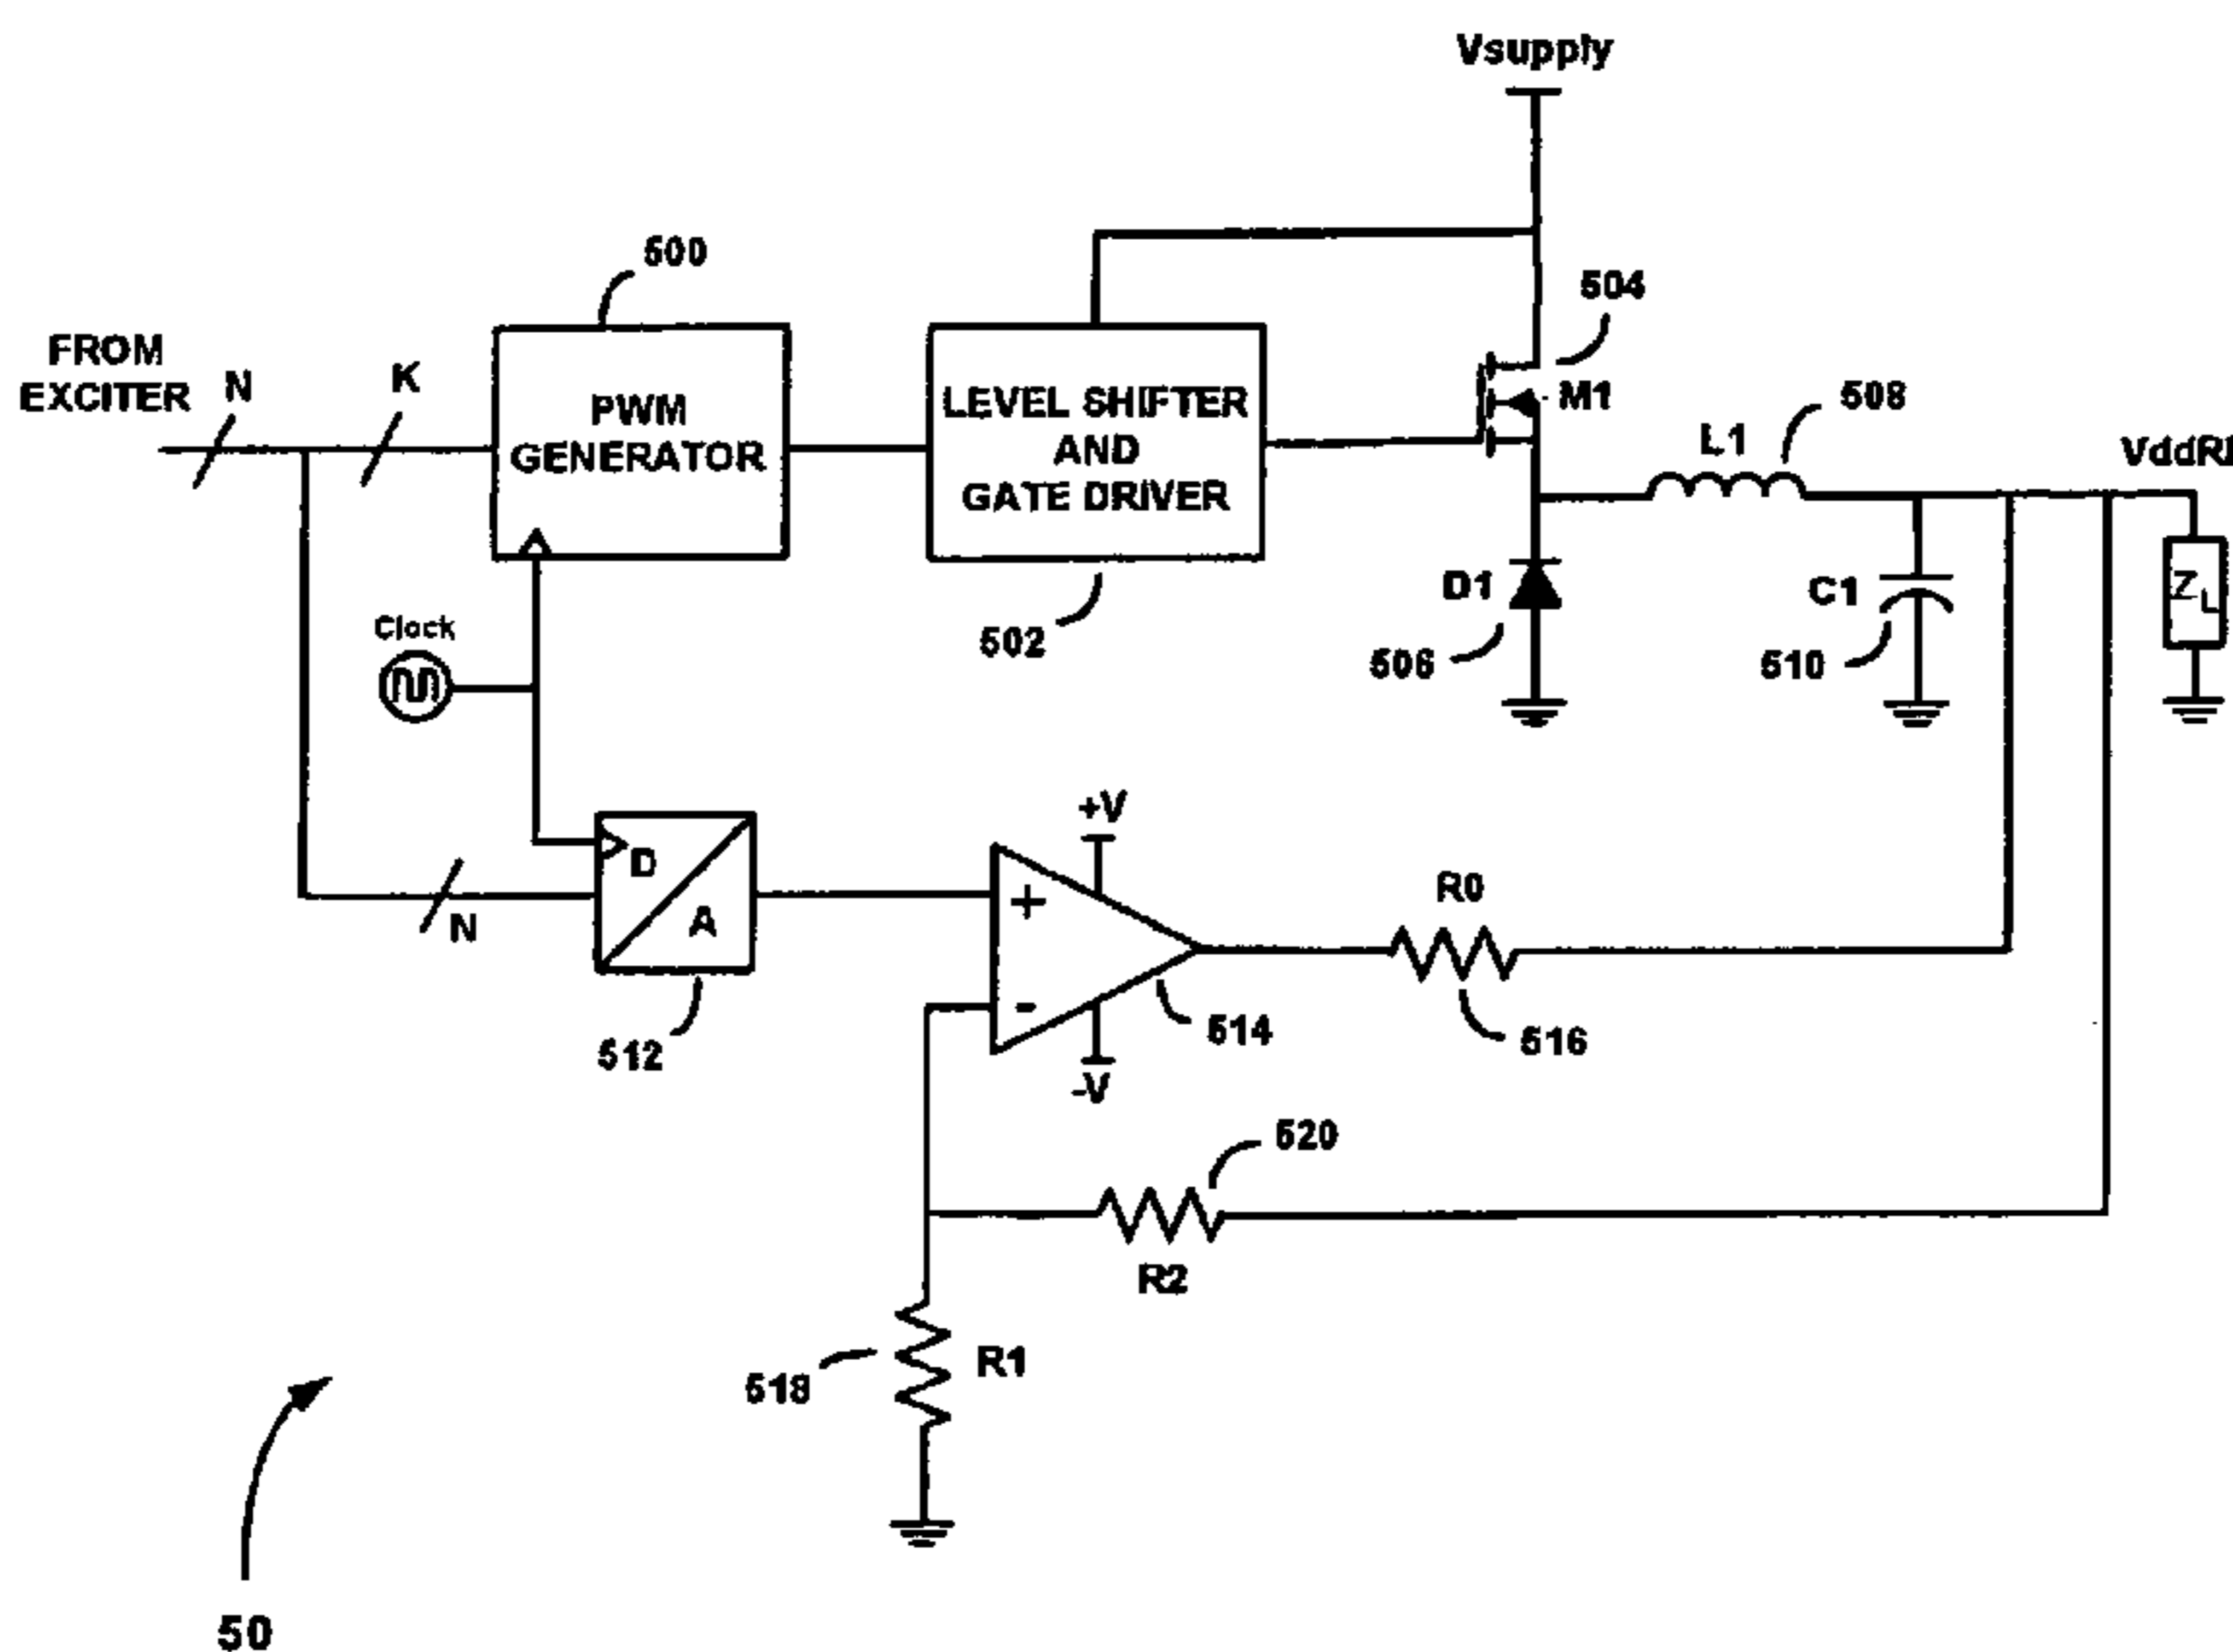 Vsupply
500
504
FROM
EXCITER
N
K
PWM
GENERATOR
LEVEL SHIFTER
AND
GATE DRIVER
M1
508
L1
Clock
502
D1
506
C1
510
ZL
D
A
N
512
+V
+
-
-V
514
R0
516
520
R2
518
R1
50